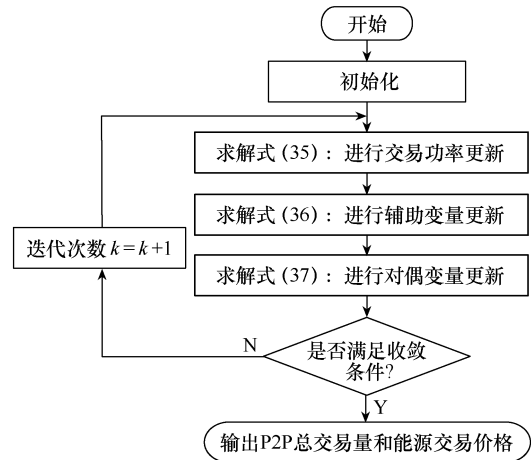 开始
初始化
求解式 (35) : 进行交易功率更新
求解式 (36) : 进行辅助变量更新
迭代次数 k=k+1
求解式 (37) : 进行对偶变量更新
是否满足收敛
条件?
N
Y
输出P2P总交易量和能源交易价格